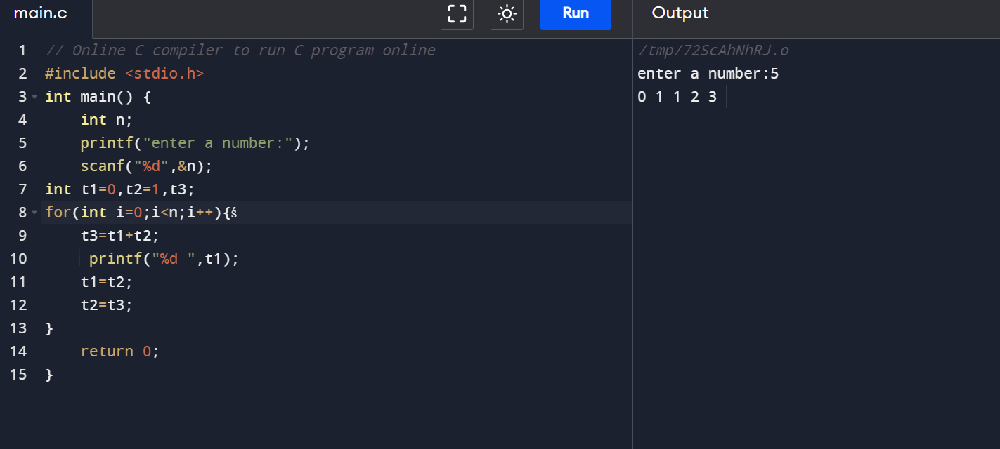 main.c
Run
Output
1 // Online C compiler to run C program online
2 #include <stdio.h>
3 int main() {
4     int n;
5     printf("enter a number:");
6     scanf("%d",&n);
7 int t1=0,t2=1,t3;
8 for(int i=0;i<n;i++){ś
9     t3=t1+t2;
10      printf("%d ",t1);
11     t1=t2;
12     t2=t3;
13 }
14     return 0;
15 }
/tmp/72ScAhNhRJ.o
enter a number:5
0 1 1 2 3